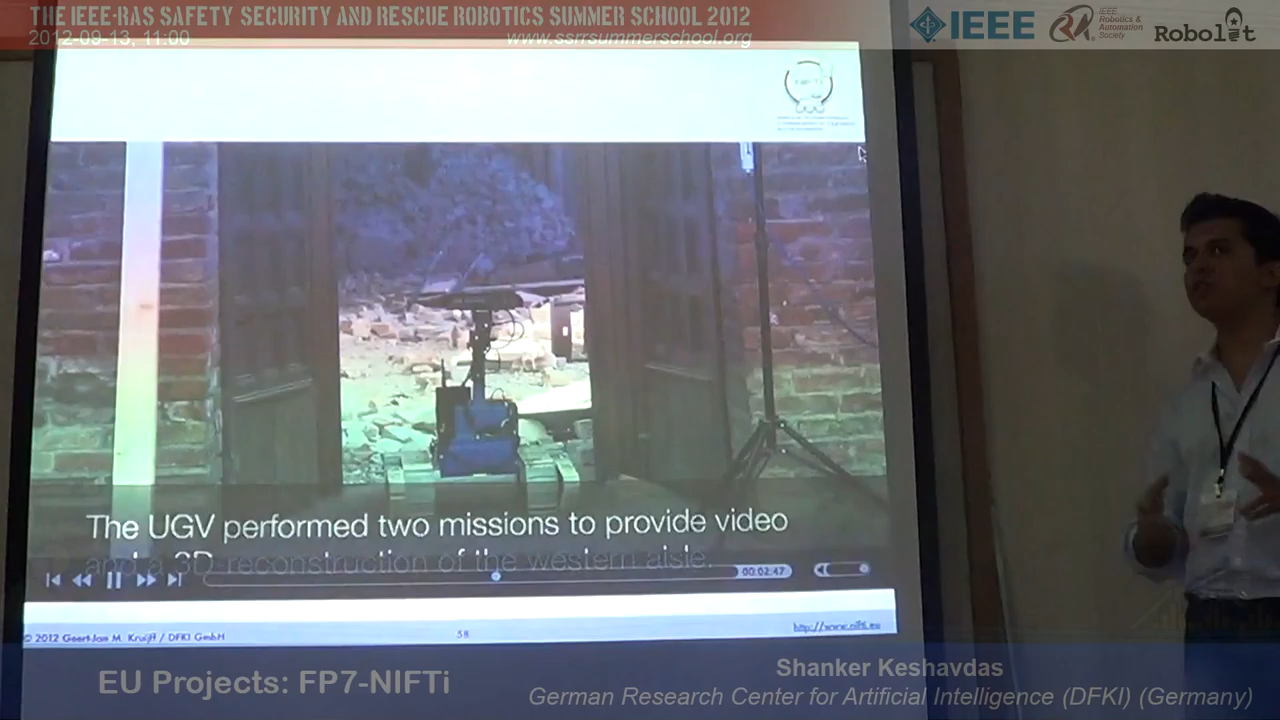 THE IEEE-RAS SAFETY SECURITY AND RESCUE ROBOTICS SUMMER SCHOOL 2012
2012-09-13, 11:00
www.ssrrsummerschool.org
IEEE
IEEE
Robotics &
Automation
Society
Robolit
The UGV performed two missions to provide video
and a 3D reconstruction of the western aisle.
00:02:47
© 2012 Geert-Jan M. Kruijff / DFKI GmbH
58
http://www.nifti.eu
EU Projects: FP7-NIFTi
Shanker Keshavdas
German Research Center for Artificial Intelligence (DFKI) (Germany)